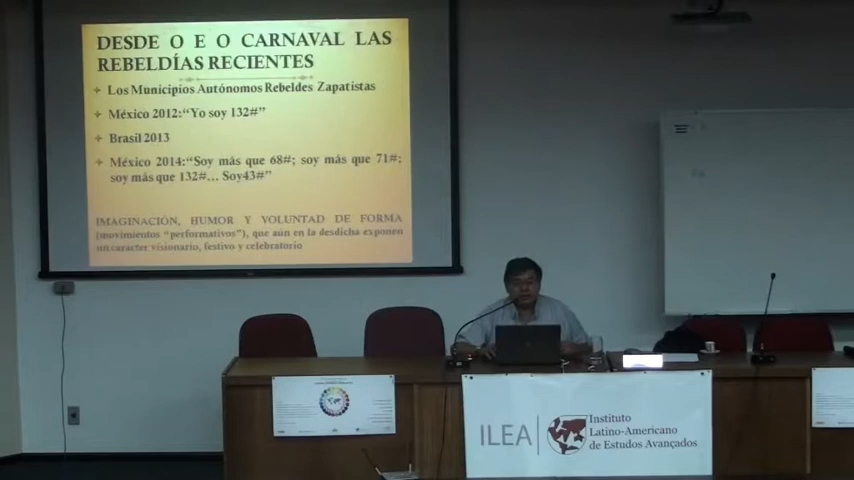 DESDE O E O CARNAVAL LAS
REBELDÍAS RECIENTES
Los Municipios Autónomos Rebeldes Zapatistas
México 2012:“Yo soy 132#”
Brasil 2013
México 2014:“Soy más que 68#; soy más que 71#;
soy más que 132#... Soy43#”
IMAGINACIÓN, HUMOR Y VOLUNTAD DE FORMA
(movimientos “performativos”), que aún en la desdicha exponen
un carácter visionario, festivo y celebratorio
ILEA
Instituto
Latino-Americano
de Estudos Avançados